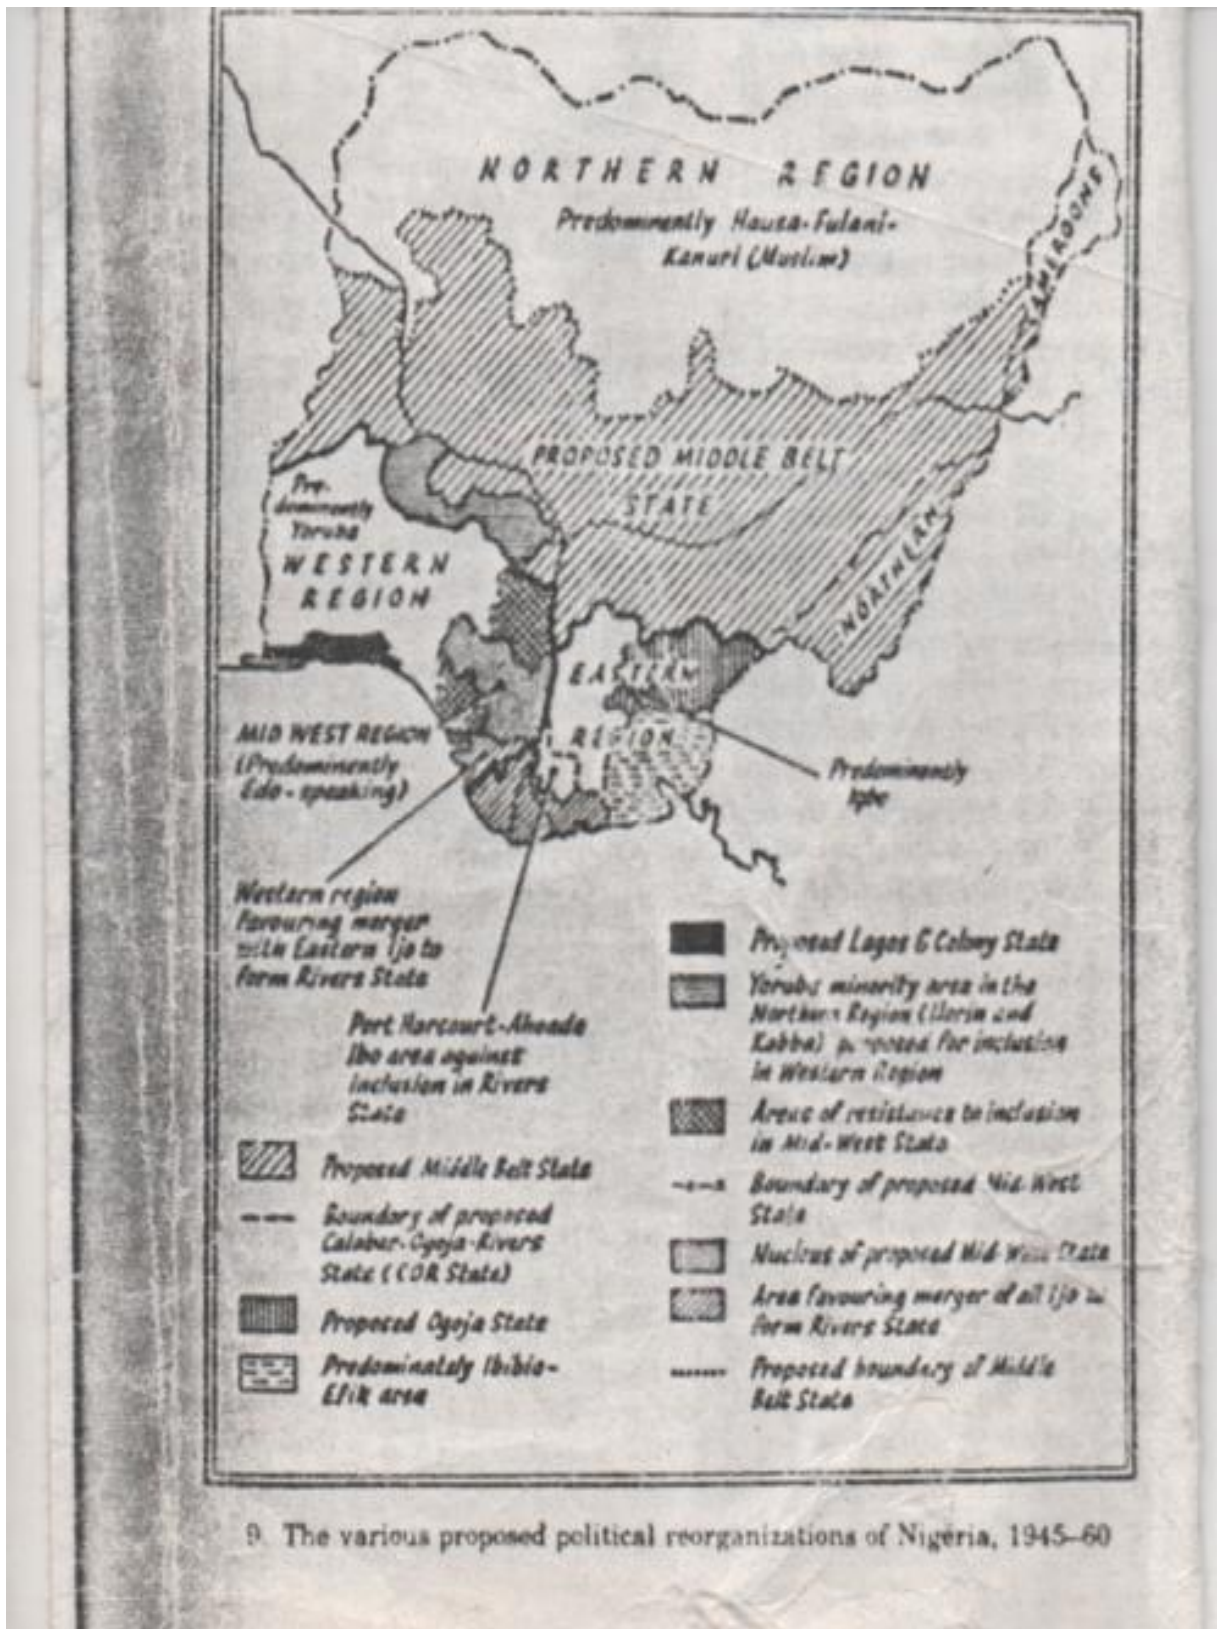 NORTHERN REGION
Predominently Hausa-Fulani-
Kanuri (Muslim)
CAMEROONS
PROPOSED MIDDLE BELT
STATE
NORTHERN
Pre-
dominently
Yoruba
WESTERN
REGION
EASTERN
REGION
MID WEST REGION
(Predominently
Edo-speaking)
Predominently
Igbo
Western region
favouring merger
with Eastern Ijo to
form Rivers State
Port Harcourt-Ahoada
Ibo area against
inclusion in Rivers
State
Proposed Middle Belt State
Boundary of proposed
Calabar-Ogoja-Rivers
State (COR State)
Proposed Ogoja State
Predominately Ibibio-
Efik area
Proposed Lagos & Colony State
Yoruba minority area in the
Northern Region (Ilorin and
Kabba) proposed for inclusion
in Western Region
Areas of resistance to inclusion
in Mid-West State
Boundary of proposed Mid West
State
Nucleus of proposed Mid-West State
Area favouring merger of all Ijo to
form Rivers State
Proposed boundary of Middle
Belt State
9. The various proposed political reorganizations of Nigeria, 1945–60